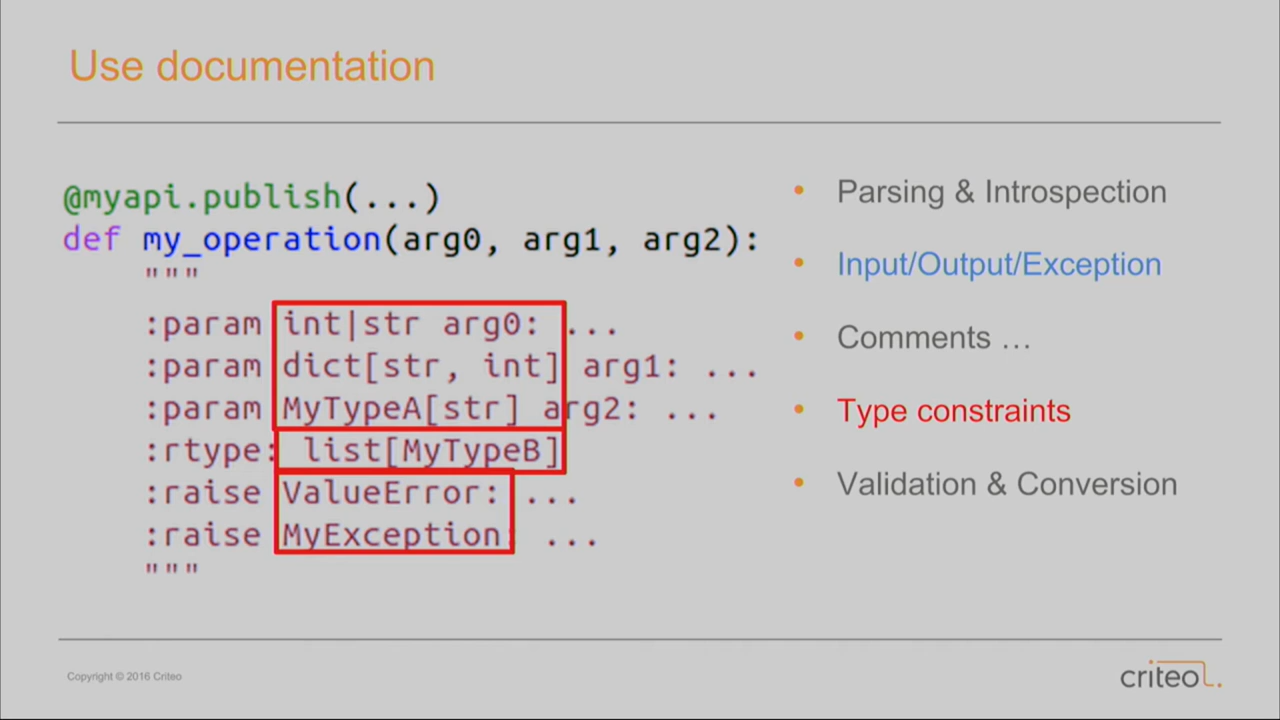 Use documentation
@myapi.publish(...)
def my_operation(arg0, arg1, arg2):
"""
:param int|str arg0: ...
:param dict[str, int] arg1: ...
:param MyTypeA[str] arg2: ...
:rtype: list[MyTypeB]
:raise ValueError: ...
:raise MyException: ...
"""
• Parsing & Introspection
• Input/Output/Exception
• Comments …
• Type constraints
• Validation & Conversion
Copyright © 2016 Criteo
criteo